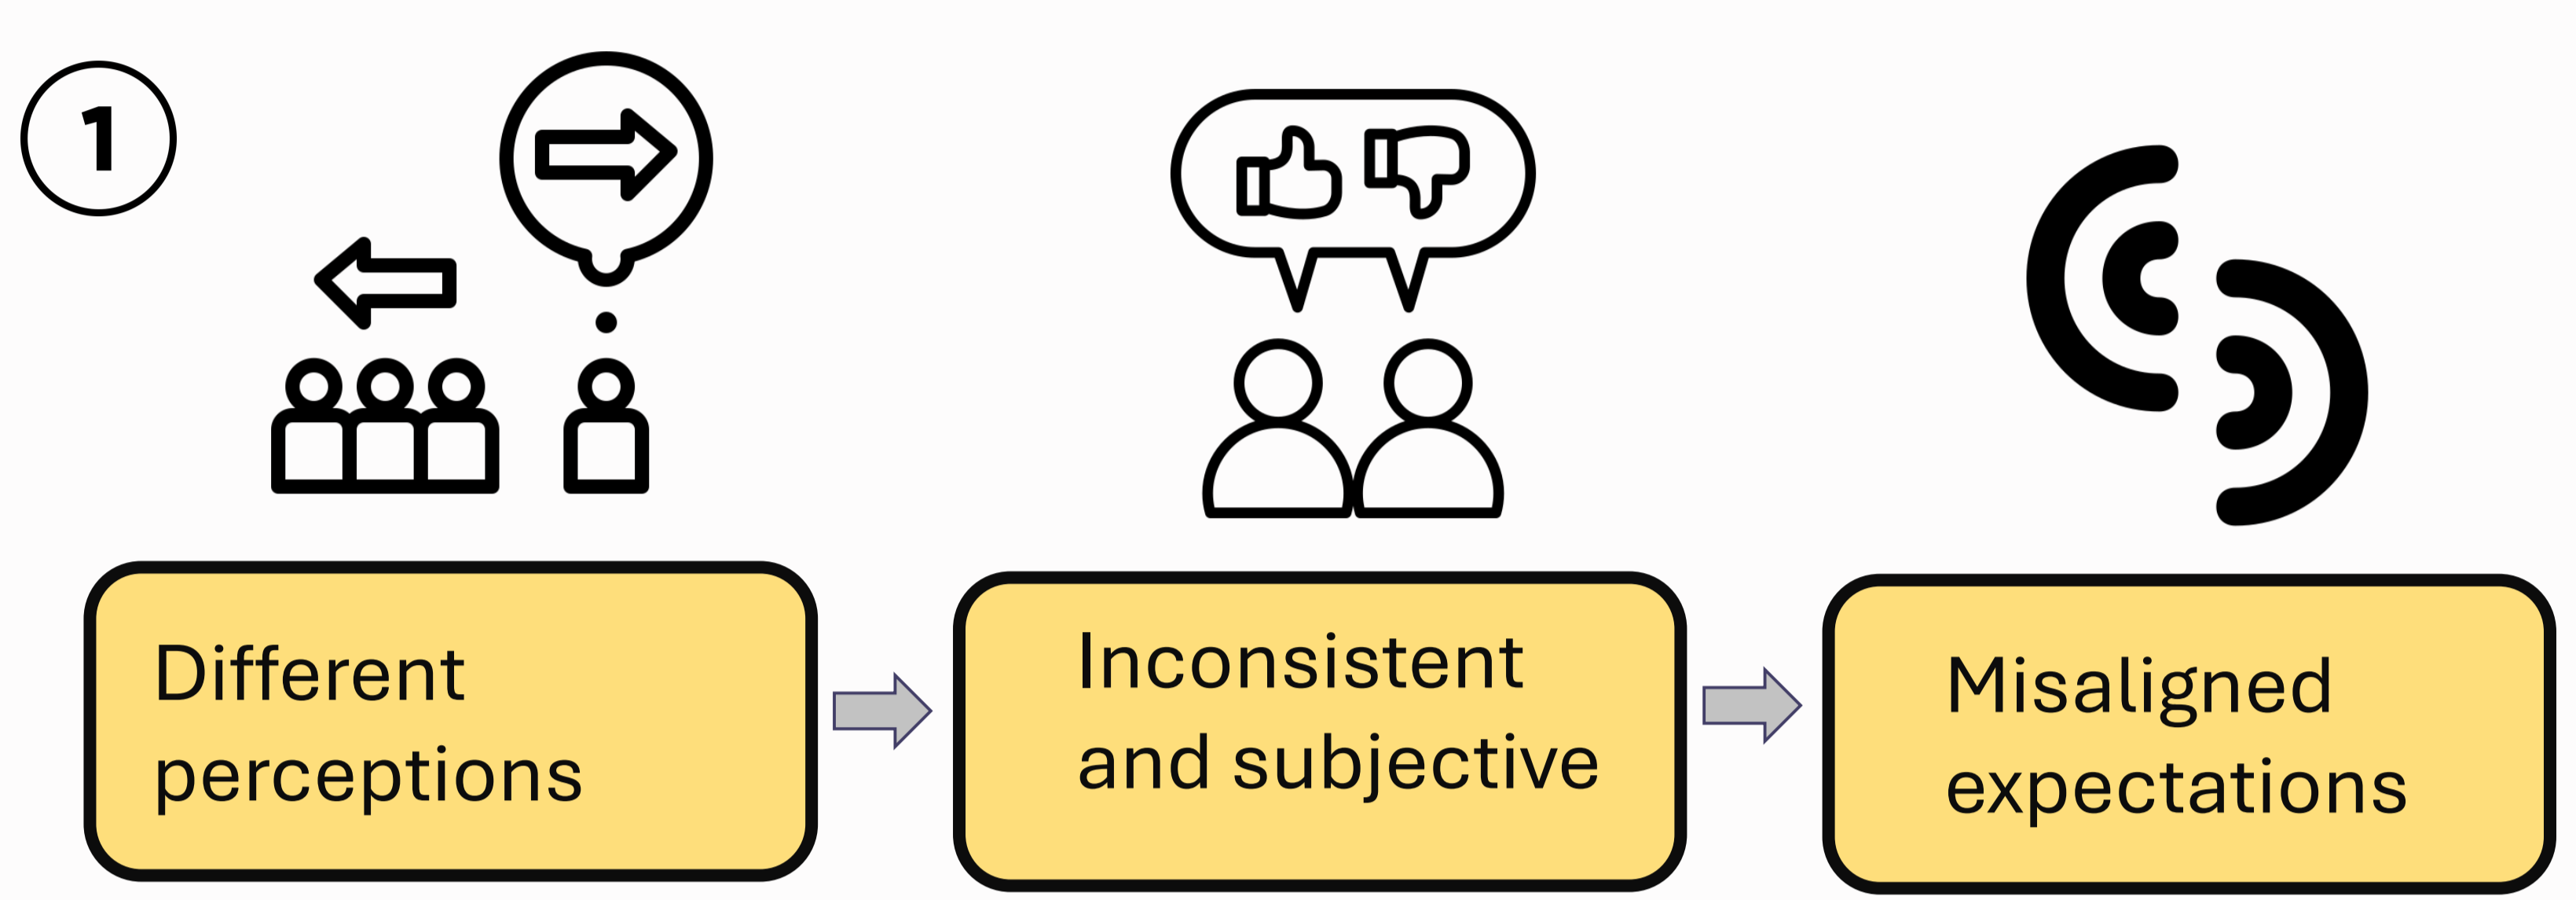 1
Different
perceptions
Inconsistent
and subjective
Misaligned
expectations